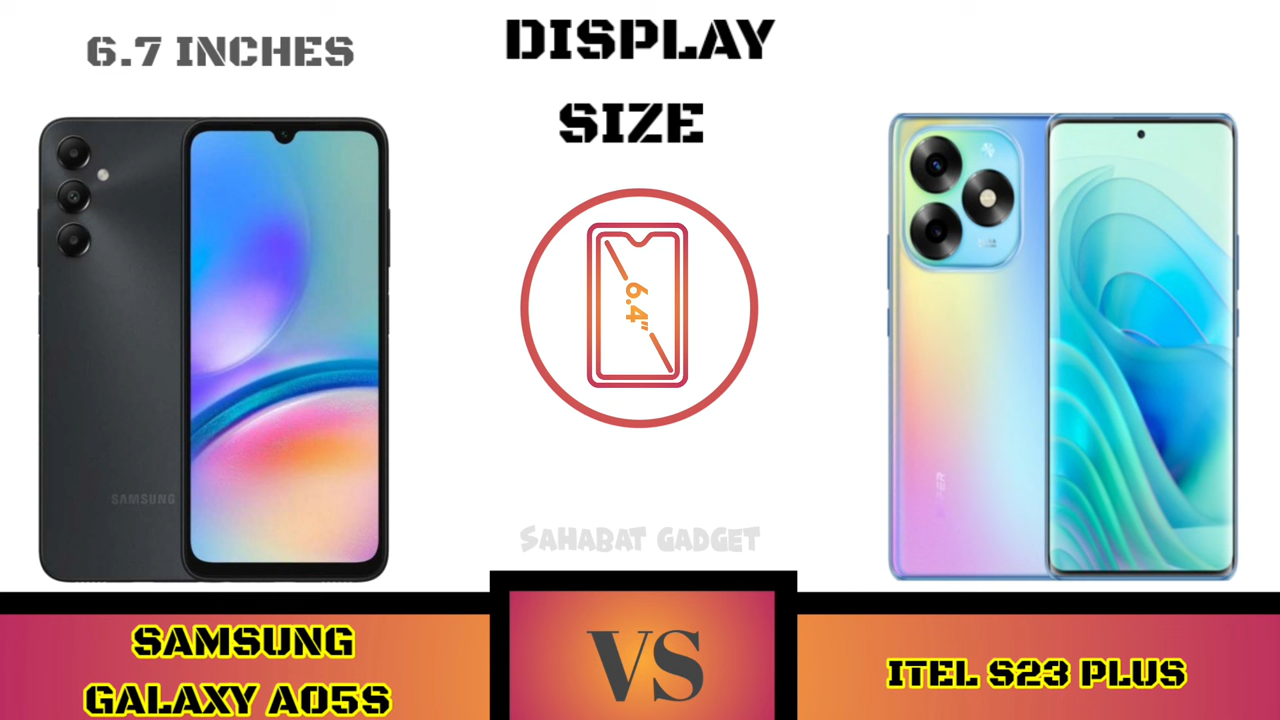 6.7 INCHES
DISPLAY
SIZE
6.4"
SAMSUNG
SAHABAT GADGET
SAMSUNG
GALAXY A05S
VS
ITEL S23 PLUS